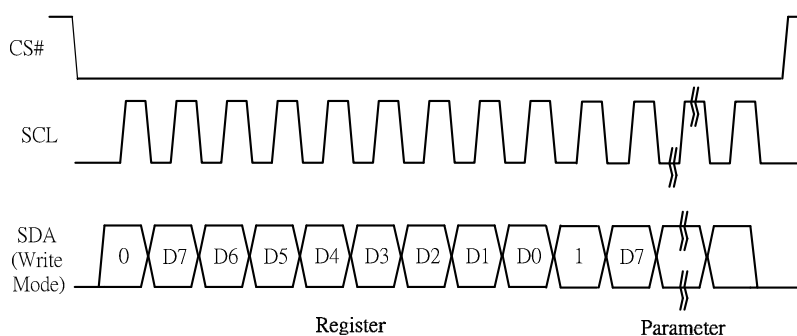 CS#
SCL
SDA
(Write
Mode)
0 D7 D6 D5 D4 D3 D2 D1 D0 1 D7
Register Parameter